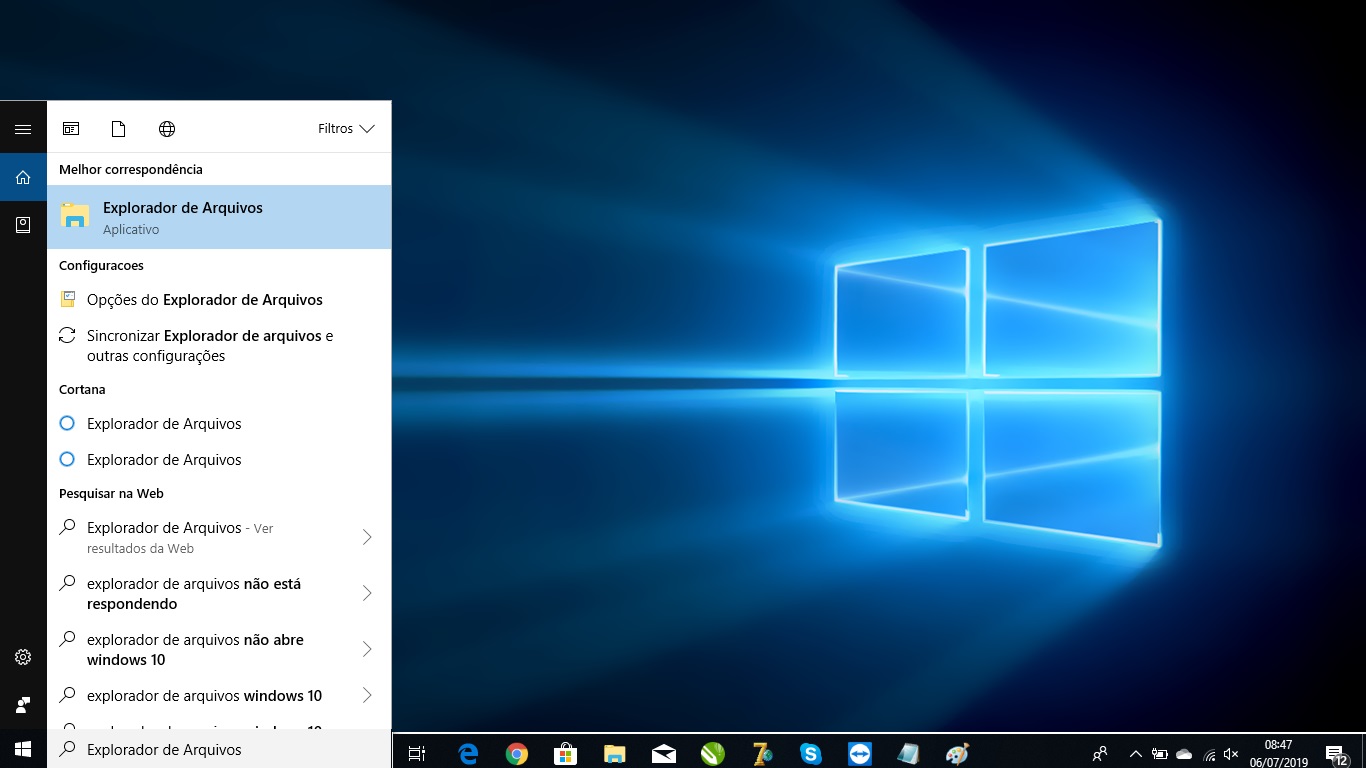 Filtros
Melhor correspondência
Explorador de Arquivos
Aplicativo
Configuracoes
Opções do Explorador de Arquivos
Sincronizar Explorador de arquivos e
outras configurações
Cortana
Explorador de Arquivos
Explorador de Arquivos
Pesquisar na Web
Explorador de Arquivos - Ver
resultados da Web
explorador de arquivos não está
respondendo
explorador de arquivos não abre
windows 10
explorador de arquivos windows 10
Explorador de Arquivos
08:47
06/07/2019
12